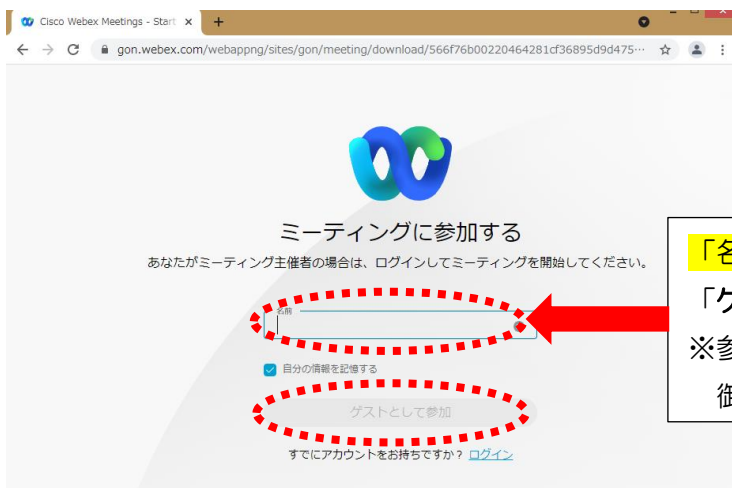 Cisco Webex Meetings - Start
gon.webex.com/webappng/sites/gon/meeting/download/566f76b00220464281cf36895d9d475…
ミーティングに参加する
あなたがミーティング主催者の場合は、ログインしてミーティングを開始してください。
名前
自分の情報を記憶する
ゲストとして参加
すでにアカウントをお持ちですか？ ログイン
「名
「ゲ
※参
御